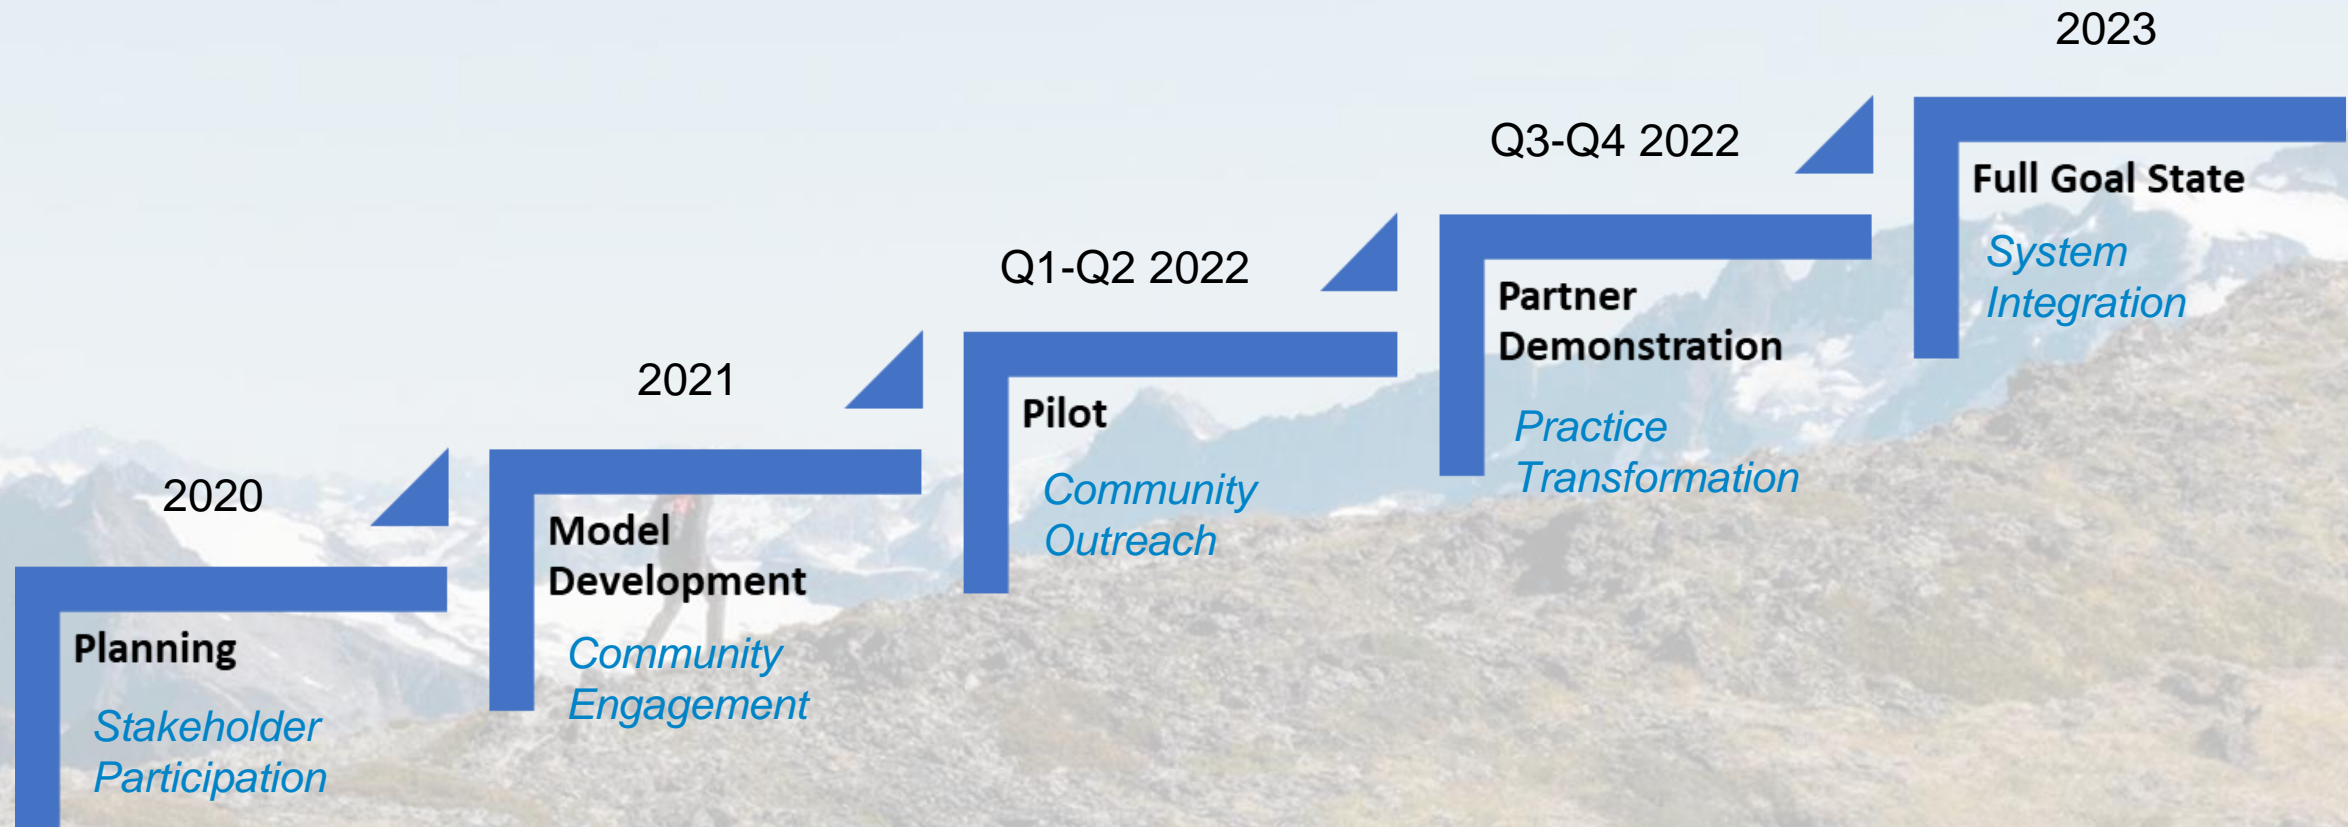 2020
Planning
Stakeholder
Participation
2021
Model
Development
Community
Engagement
Q1-Q2 2022
Pilot
Community
Outreach
Q3-Q4 2022
Partner
Demonstration
Practice
Transformation
2023
Full Goal State
System
Integration